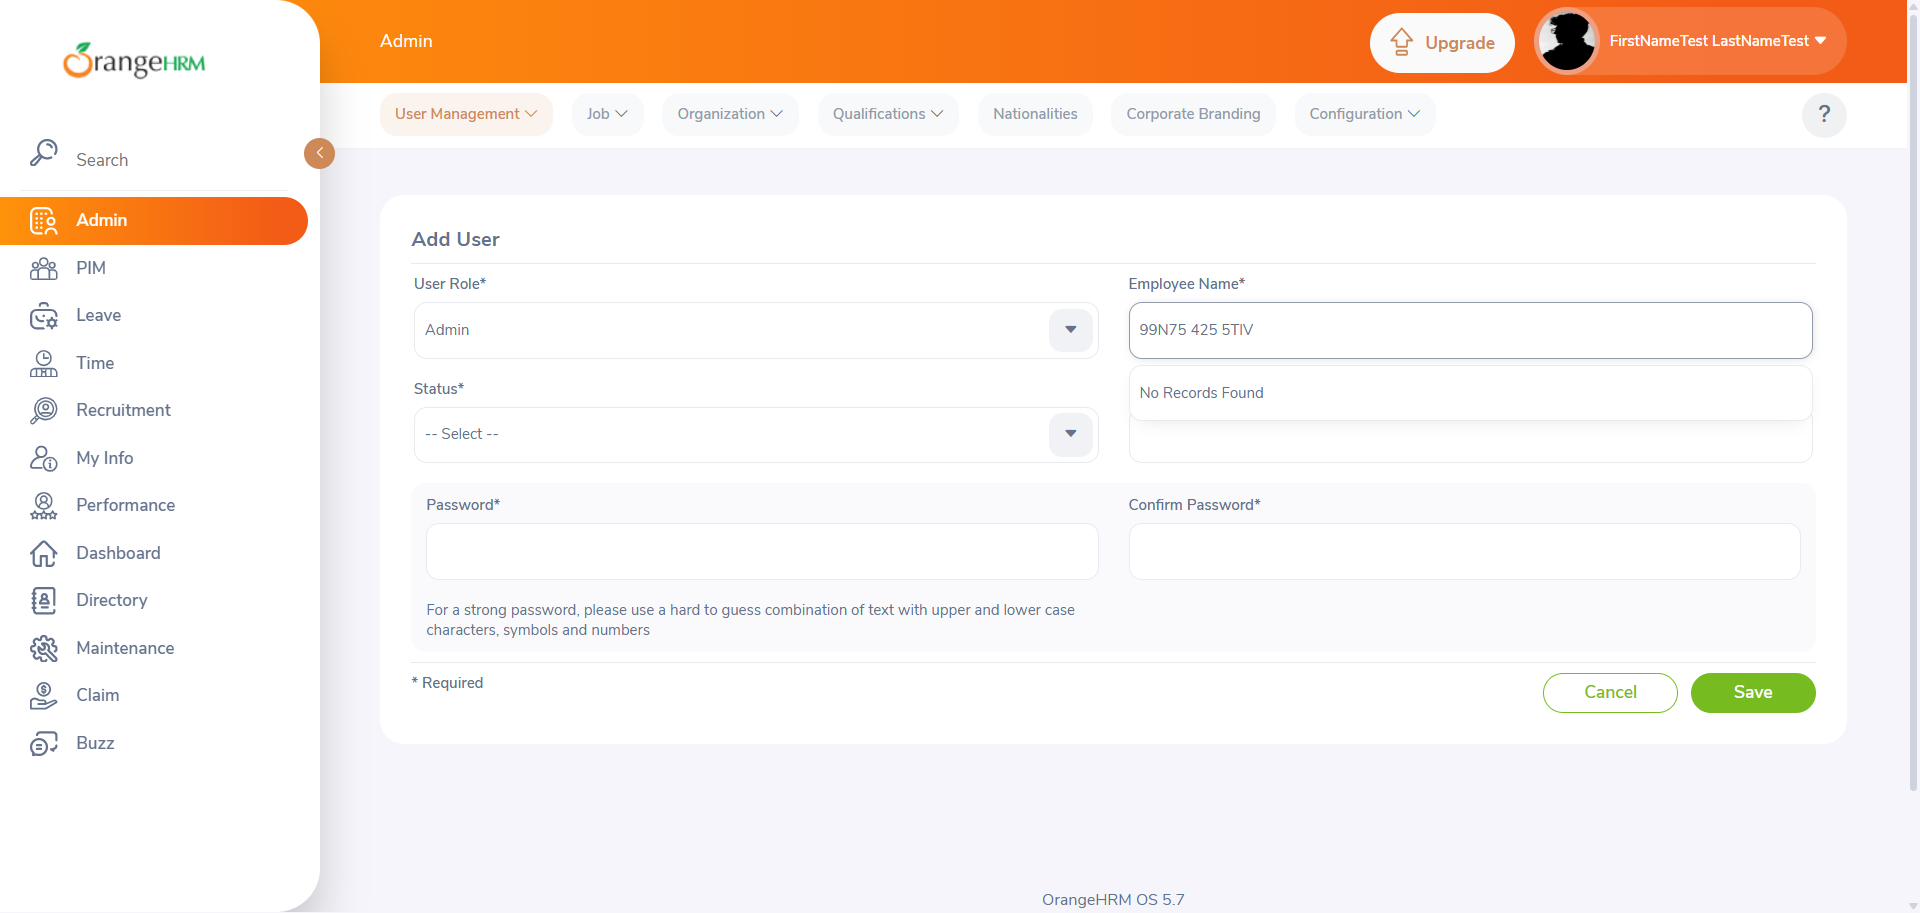 OrangeHRM
Search
Admin
PIM
Leave
Time
Recruitment
My Info
Performance
Dashboard
Directory
Maintenance
Claim
Buzz
Admin
Upgrade
FirstNameTest LastNameTest
User Management
Job
Organization
Qualifications
Nationalities
Corporate Branding
Configuration
?
Add User
User Role*
Admin
Employee Name*
99N75 425 5TIV
No Records Found
Status*
-- Select --
Password*
Confirm Password*
For a strong password, please use a hard to guess combination of text with upper and lower case
characters, symbols and numbers
* Required
Cancel
Save
OrangeHRM OS 5.7